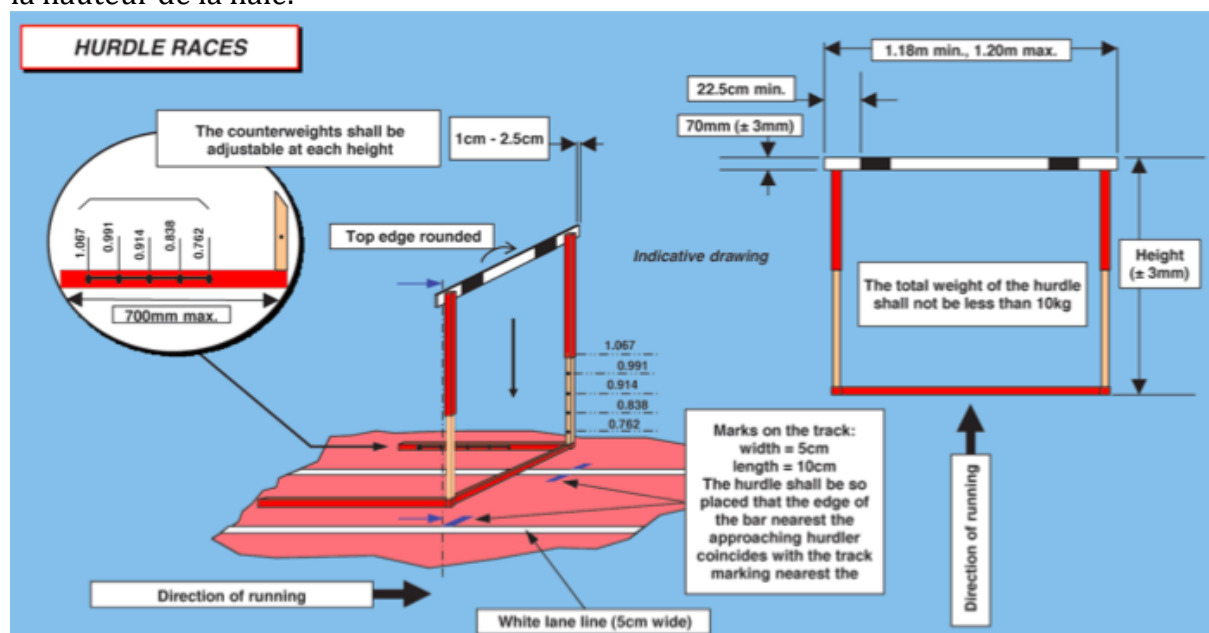 la hauteur de la haie.
HURDLE RACES
The counterweights shall be
adjustable at each height
1.067
0.991
0.914
0.838
0.762
700mm max.
1cm - 2.5cm
Top edge rounded
Indicative drawing
1.067
0.991
0.914
0.838
0.762
1.18m min., 1.20m max.
22.5cm min.
70mm (± 3mm)
Height
(± 3mm)
The total weight of the hurdle
shall not be less than 10kg
Marks on the track:
width = 5cm
length = 10cm
The hurdle shall be so
placed that the edge of
the bar nearest the
approaching hurdler
coincides with the track
marking nearest the
Direction of running
Direction of running
White lane line (5cm wide)